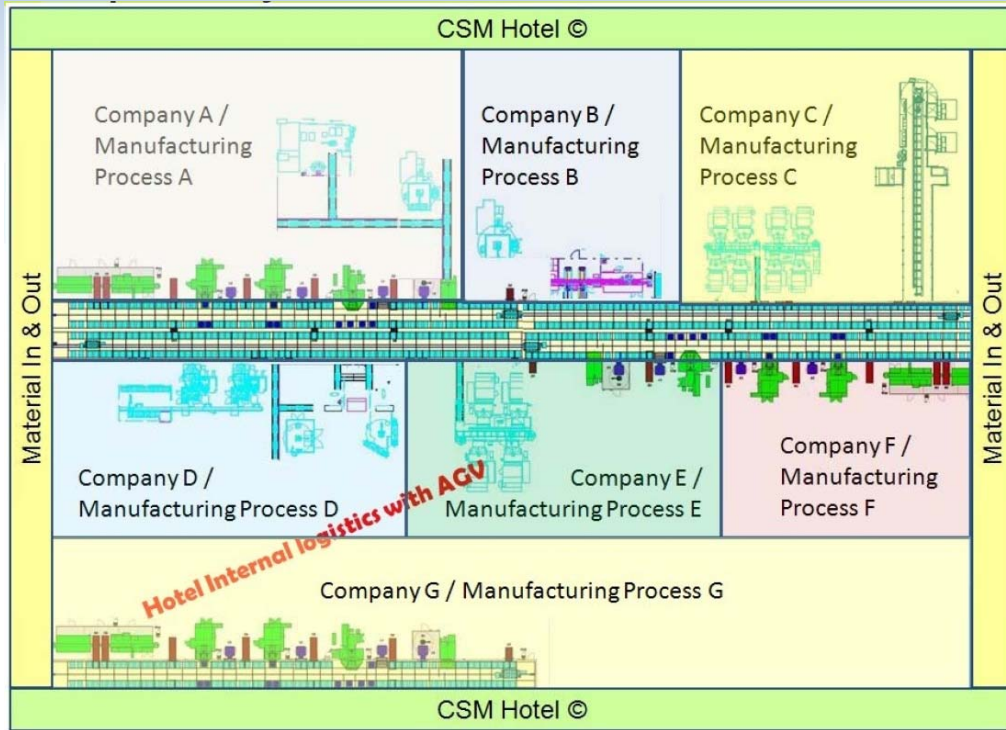 CSM Hotel ©
Company A /
Manufacturing
Process A
Company B /
Manufacturing
Process B
Company C /
Manufacturing
Process C
Material In & Out
Material In & Out
Company D /
Manufacturing Process D
Company E /
Manufacturing Process E
Company F /
Manufacturing
Process F
Hotel Internal logistics with AGV
Company G / Manufacturing Process G
CSM Hotel ©